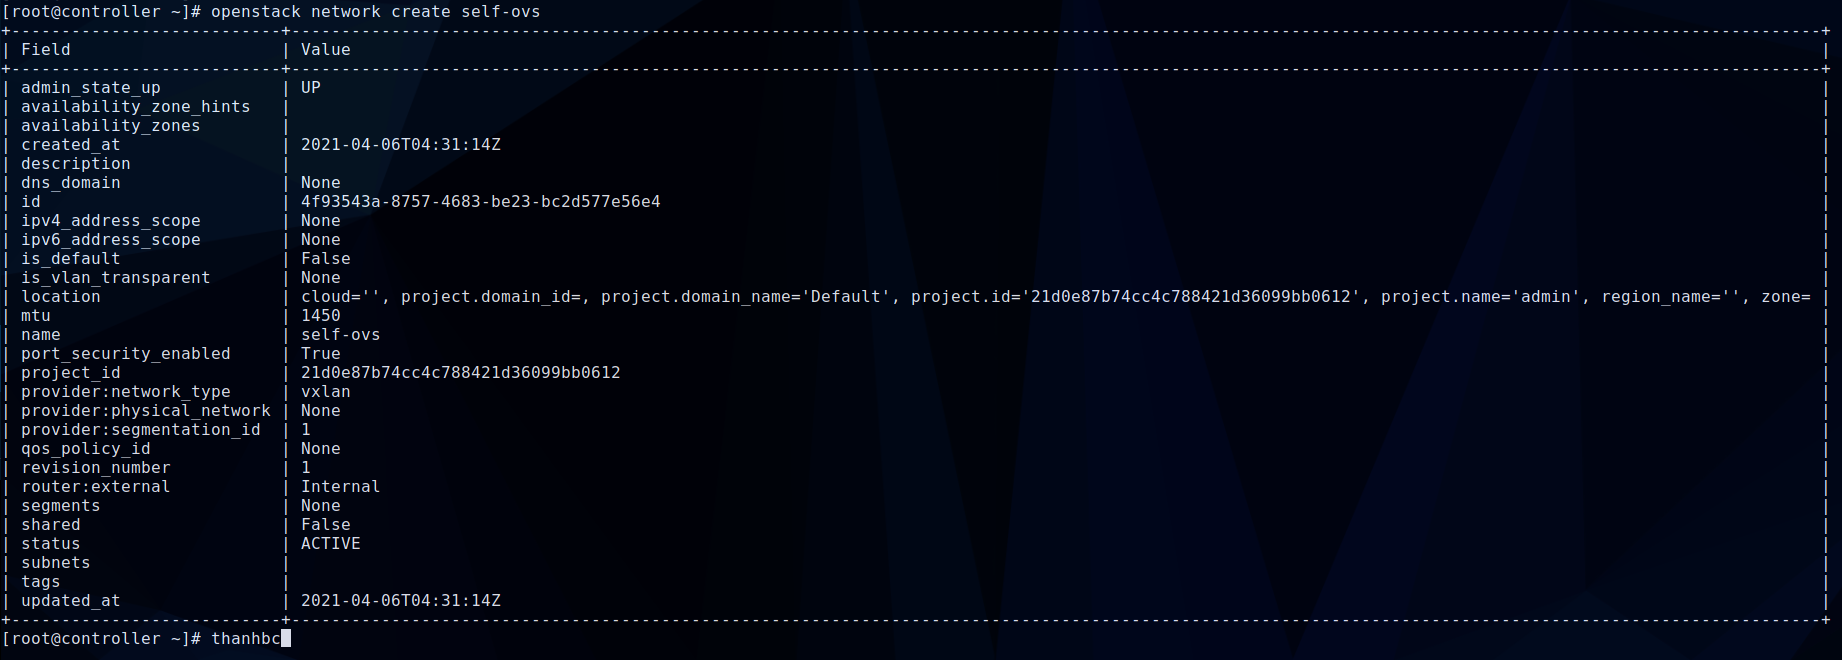 [root@controller ~]# openstack network create self-ovs
+---------------------------+---------------------------------------------------------------------------------------------------------------------------------------------------------+
| Field                     | Value                                                                                                                                                   |
+---------------------------+---------------------------------------------------------------------------------------------------------------------------------------------------------+
| admin_state_up            | UP                                                                                                                                                      |
| availability_zone_hints   |                                                                                                                                                         |
| availability_zones        |                                                                                                                                                         |
| created_at                | 2021-04-06T04:31:14Z                                                                                                                                    |
| description               |                                                                                                                                                         |
| dns_domain                | None                                                                                                                                                    |
| id                        | 4f93543a-8757-4683-be23-bc2d577e56e4                                                                                                                    |
| ipv4_address_scope        | None                                                                                                                                                    |
| ipv6_address_scope        | None                                                                                                                                                    |
| is_default                | False                                                                                                                                                   |
| is_vlan_transparent       | None                                                                                                                                                    |
| location                  | cloud='', project.domain_id=, project.domain_name='Default', project.id='21d0e87b74cc4c788421d36099bb0612', project.name='admin', region_name='', zone= |
| mtu                       | 1450                                                                                                                                                    |
| name                      | self-ovs                                                                                                                                                |
| port_security_enabled     | True                                                                                                                                                    |
| project_id                | 21d0e87b74cc4c788421d36099bb0612                                                                                                                        |
| provider:network_type     | vxlan                                                                                                                                                   |
| provider:physical_network | None                                                                                                                                                    |
| provider:segmentation_id  | 1                                                                                                                                                       |
| qos_policy_id             | None                                                                                                                                                    |
| revision_number           | 1                                                                                                                                                       |
| router:external           | Internal                                                                                                                                                |
| segments                  | None                                                                                                                                                    |
| shared                    | False                                                                                                                                                   |
| status                    | ACTIVE                                                                                                                                                  |
| subnets                   |                                                                                                                                                         |
| tags                      |                                                                                                                                                         |
| updated_at                | 2021-04-06T04:31:14Z                                                                                                                                    |
+---------------------------+---------------------------------------------------------------------------------------------------------------------------------------------------------+
[root@controller ~]# thanhbc